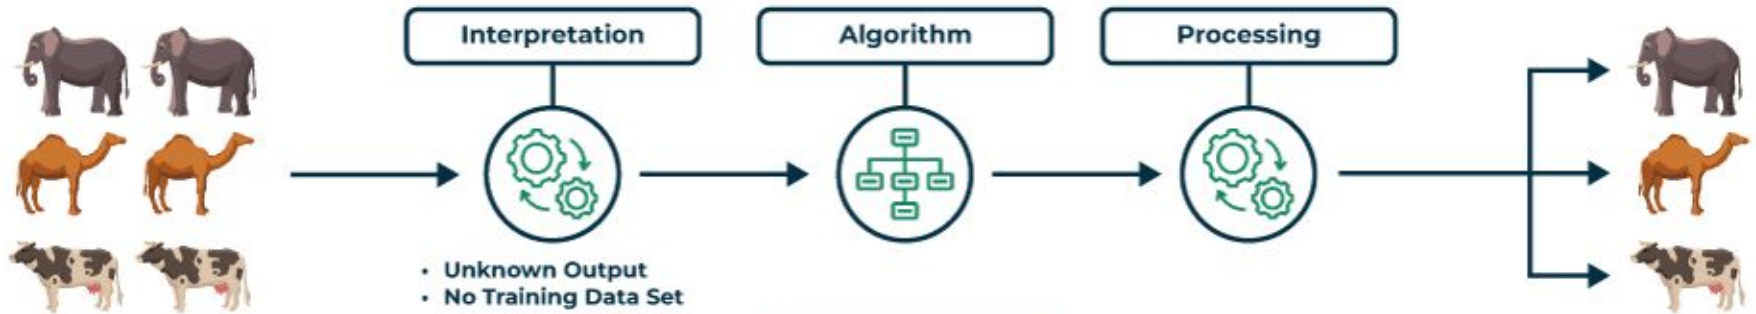 Interpretation
Algorithm
Processing
• Unknown Output
• No Training Data Set